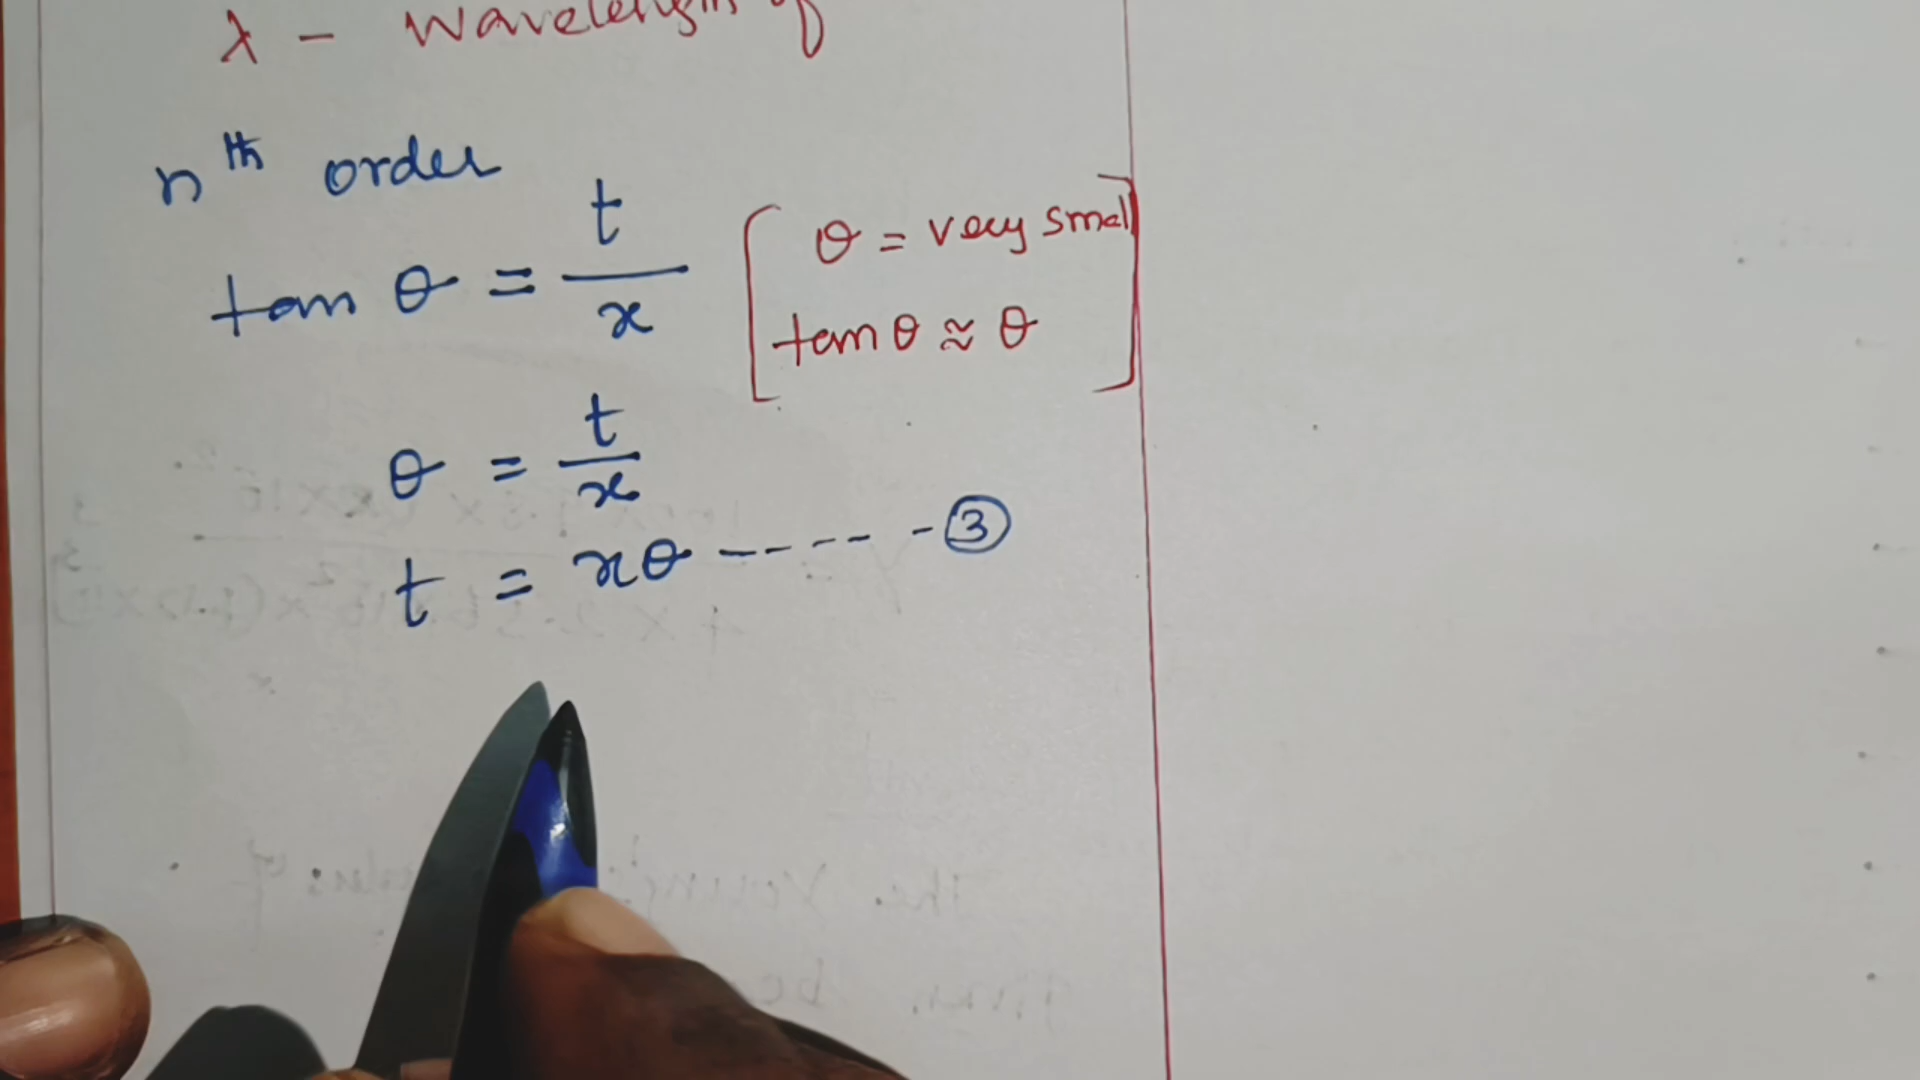 λ - Wavelength of
nth order
tan θ = t/x [θ = very small
tan θ ≈ θ]
θ = t/x
t = xθ ----- ③